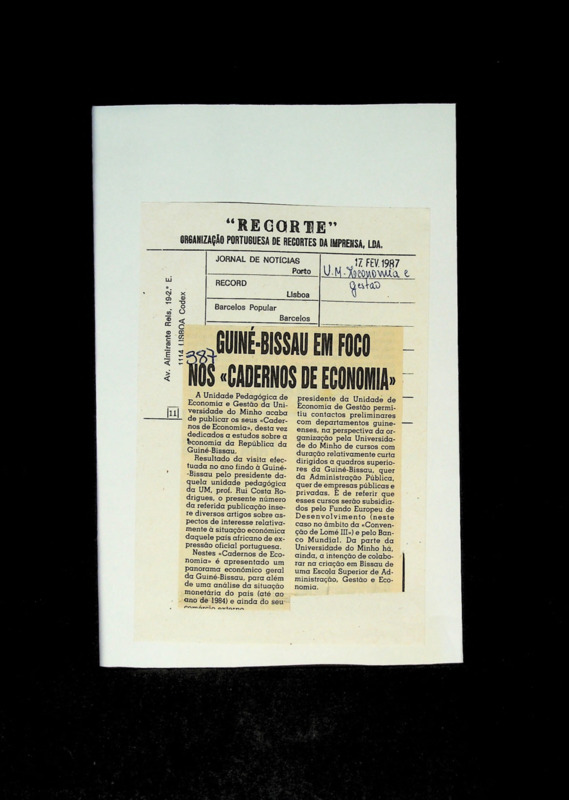 "RECORTE"
ORGANIZAÇÃO PORTUGUESA DE RECORTES DA IMPRENSA, LDA.
JORNAL DE NOTÍCIAS
Porto
RECORD
Lisboa
Barcelos Popular
Barcelos
17. FEV. 1987
U.M. Economia e
gestão
Av. Almirante Reis, 19-2.º E.
1114 LISBOA Codex
11
387
GUINÉ-BISSAU EM FOCO
NOS «CADERNOS DE ECONOMIA»
A Unidade Pedagógica de
Economia e Gestão da Uni-
versidade do Minho acaba
de publicar os seus «Cader-
nos de Economia», desta vez
dedicados a estudos sobre a
economia da República da
Guiné-Bissau.
Resultado da visita efec-
tuada no ano findo à Guiné-
-Bissau pelo presidente da-
quela unidade pedagógica
da UM, prof. Rui Costa Ro-
drigues, o presente número
da referida publicação inse-
re diversos artigos sobre as-
pectos de interesse relativa-
mente à situação económica
daquele país africano de ex-
pressão oficial portuguesa.
Nestes «Cadernos de Eco-
nomia» é apresentado um
panorama económico geral
da Guiné-Bissau, para além
de uma análise da situação
monetária do país (até ao
ano de 1984) e ainda do seu
comércio externo.
presidente da Unidade de
Economia de Gestão permi-
tiu contactos preliminares
com departamentos guine-
enses, na perspectiva da or-
ganização pela Universida-
de do Minho de cursos com
duração relativamente curta
dirigidos a quadros superio-
res da Guiné-Bissau, quer
da Administração Pública,
quer de empresas públicas e
privadas. É de referir que
esses cursos serão subsidia-
dos pelo Fundo Europeu de
Desenvolvimento (neste
caso no âmbito da «Conven-
ção de Lomé III») e pelo Ban-
co Mundial. Da parte da
Universidade do Minho há,
ainda, a intenção de colabo-
rar na criação em Bissau de
uma Escola Superior de Ad-
ministração, Gestão e Eco-
nomia.